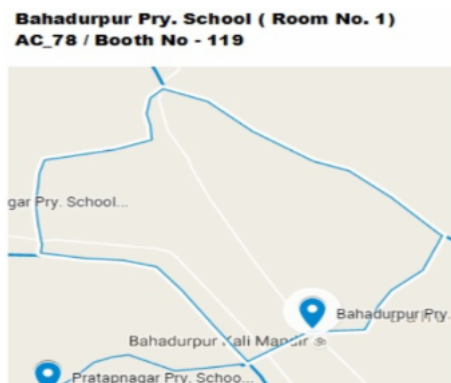 Bahadurpur Pry. School ( Room No. 1)
AC_78 / Booth No - 119
gar Pry. School...
Bahadurpur Pry.
Bahadurpur Kali Mandir
Pratapnagar Pry. Schoo...